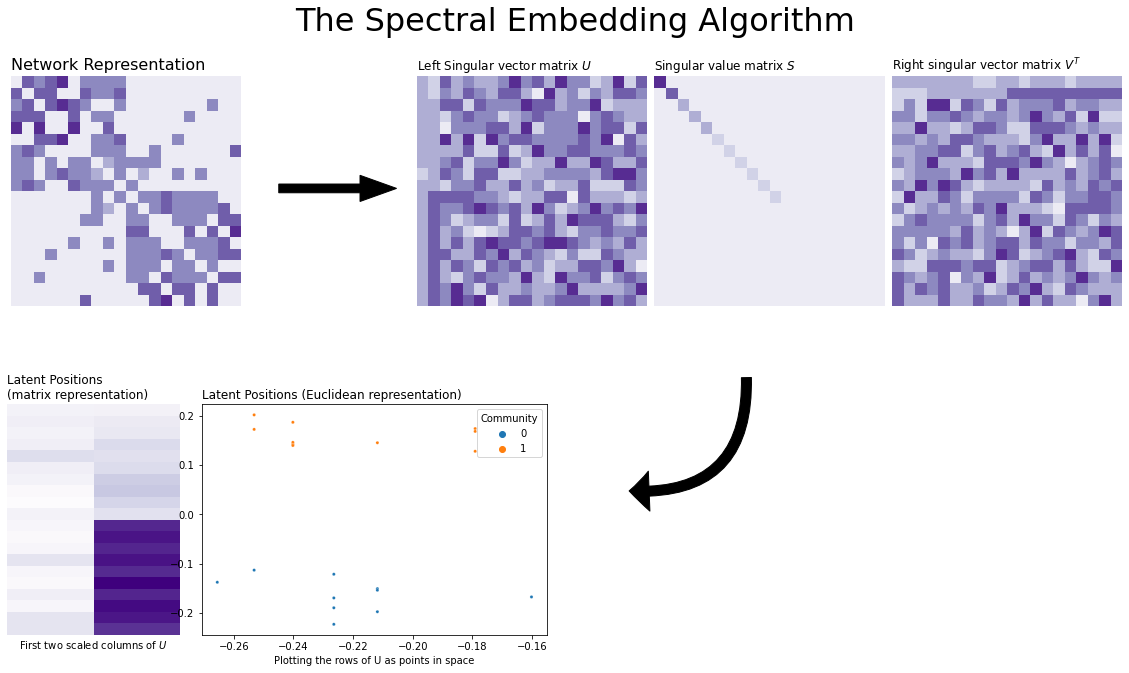 The Spectral Embedding Algorithm
Network Representation
Left Singular vector matrix U
Singular value matrix S
Right singular vector matrix V^T
Latent Positions
(matrix representation)
First two scaled columns of U
Latent Positions (Euclidean representation)
Community
0
1
0.2
0.1
0.0
−0.1
−0.2
−0.26
−0.24
−0.22
−0.20
−0.18
−0.16
Plotting the rows of U as points in space